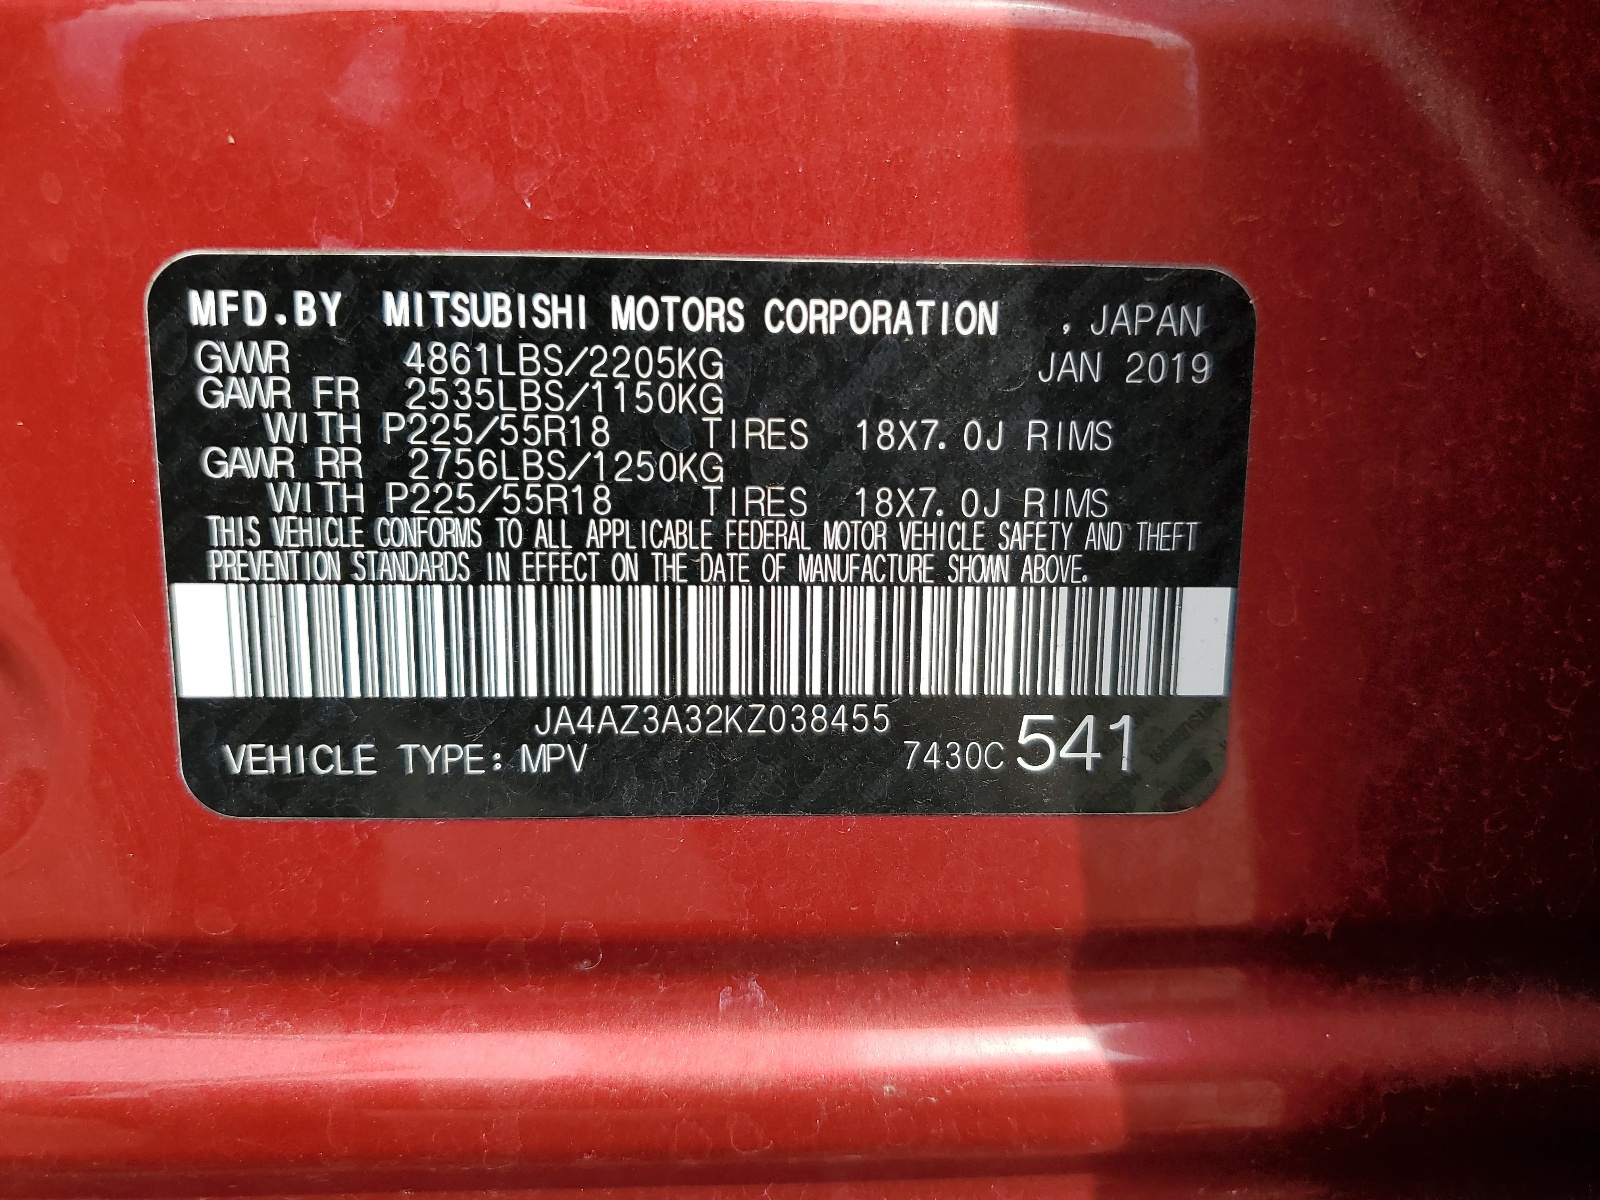 MFD.BY MITSUBISHI MOTORS CORPORATION , JAPAN
GVWR 4861LBS/2205KG JAN 2019
GAWR FR 2535LBS/1150KG
WITH P225/55R18 TIRES 18X7.0J RIMS
GAWR RR 2756LBS/1250KG
WITH P225/55R18 TIRES 18X7.0J RIMS
THIS VEHICLE CONFORMS TO ALL APPLICABLE FEDERAL MOTOR VEHICLE SAFETY AND THEFT
PREVENTION STANDARDS IN EFFECT ON THE DATE OF MANUFACTURE SHOWN ABOVE.
JA4AZ3A32KZ038455
VEHICLE TYPE: MPV 7430C 541